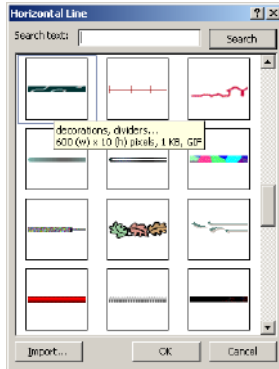 Horizontal Line
Search text:
Search
decorations, dividers...
600 (w) x 10 (h) pixels, 1 KB, GIF
Import...
OK
Cancel